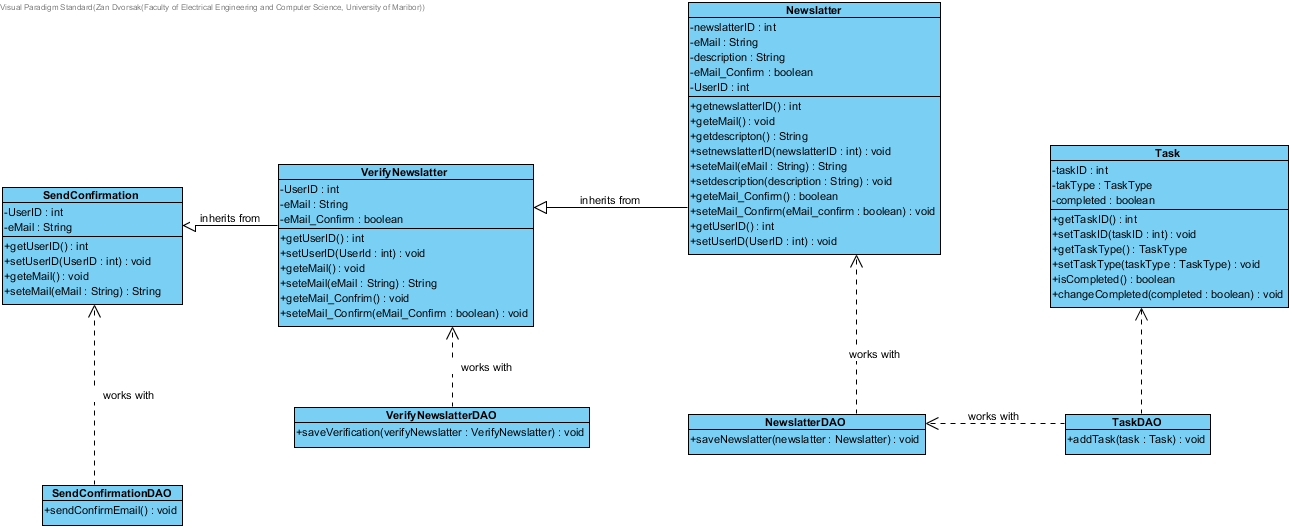 Visual Paradigm Standard(Zan Dvorsak(Faculty of Electrical Engineering and Computer Science, University of Maribor))
SendConfirmation
-UserID : int
-eMail : String
+getUserID() : int
+setUserID(UserID : int) : void
+geteMail() : void
+seteMail(eMail : String) : String
inherits from
VerifyNewslatter
-UserID : int
-eMail : String
-eMail_Confirm : boolean
+getUserID() : int
+setUserID(UserId : int) : void
+geteMail() : void
+seteMail(eMail : String) : String
+geteMail_Confrim() : void
+seteMail_Confirm(eMail_Confirm : boolean) : void
inherits from
Newslatter
-newslatterID : int
-eMail : String
-description : String
-eMail_Confirm : boolean
-UserID : int
+getnewslatterID() : int
+geteMail() : void
+getdescripton() : String
+setnewslatterID(newslatterID : int) : void
+seteMail(eMail : String) : String
+setdescription(description : String) : void
+geteMail_Confirm() : boolean
+seteMail_Confirm(eMail_confirm : boolean) : void
+getUserID() : int
+setUserID(UserID : int) : void
Task
-taskID : int
-takType : TaskType
-completed : boolean
+getTaskID() : int
+setTaskID(taskID : int) : void
+getTaskType() : TaskType
+setTaskType(taskType : TaskType) : void
+isCompleted() : boolean
+changeCompleted(completed : boolean) : void
works with
works with
works with
works with
SendConfirmationDAO
+sendConfirmEmail() : void
VerifyNewslatterDAO
+saveVerification(verifyNewslatter : VerifyNewslatter) : void
NewslatterDAO
+saveNewslatter(newslatter : Newslatter) : void
TaskDAO
+addTask(task : Task) : void